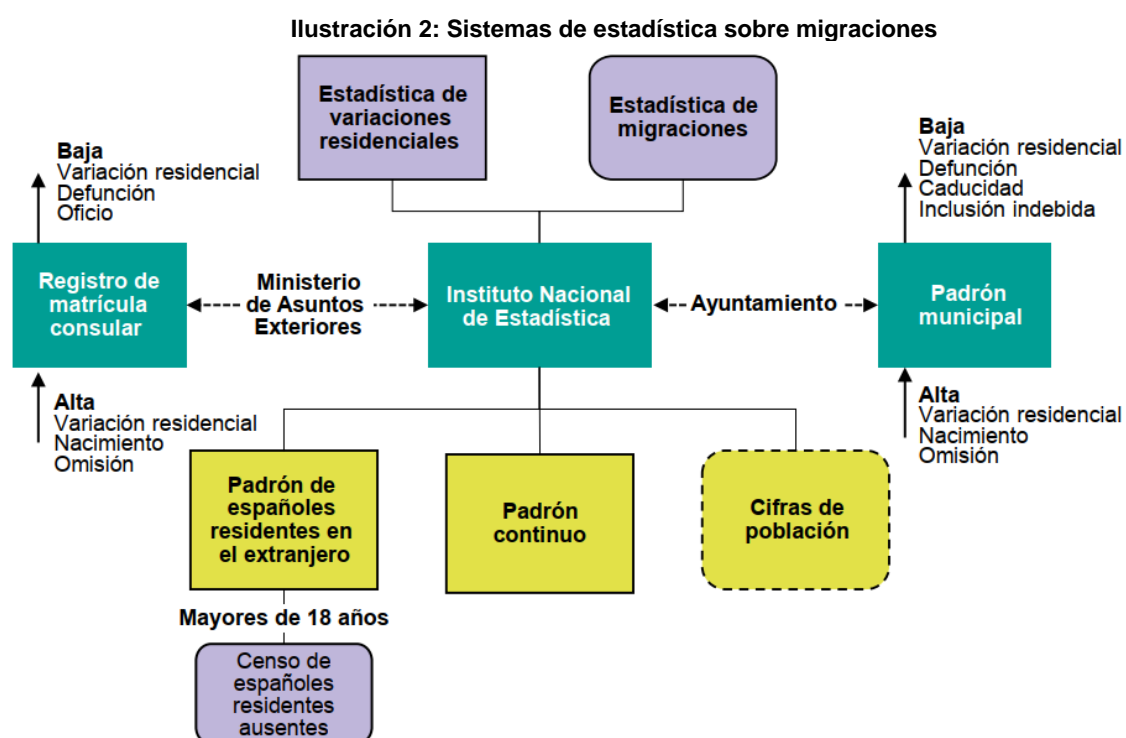 Ilustración 2: Sistemas de estadística sobre migraciones
Estadística de
variaciones
residenciales
Estadística de
migraciones
Baja
Variación residencial
Defunción
Oficio
Baja
Variación residencial
Defunción
Caducidad
Inclusión indebida
Registro de
matrícula
consular
Ministerio
de Asuntos
Exteriores
Instituto Nacional
de Estadística
Ayuntamiento
Padrón
municipal
Alta
Variación residencial
Nacimiento
Omisión
Alta
Variación residencial
Nacimiento
Omisión
Padrón de
españoles
residentes en
el extranjero
Padrón
continuo
Cifras de
población
Mayores de 18 años
Censo de
españoles
residentes
ausentes